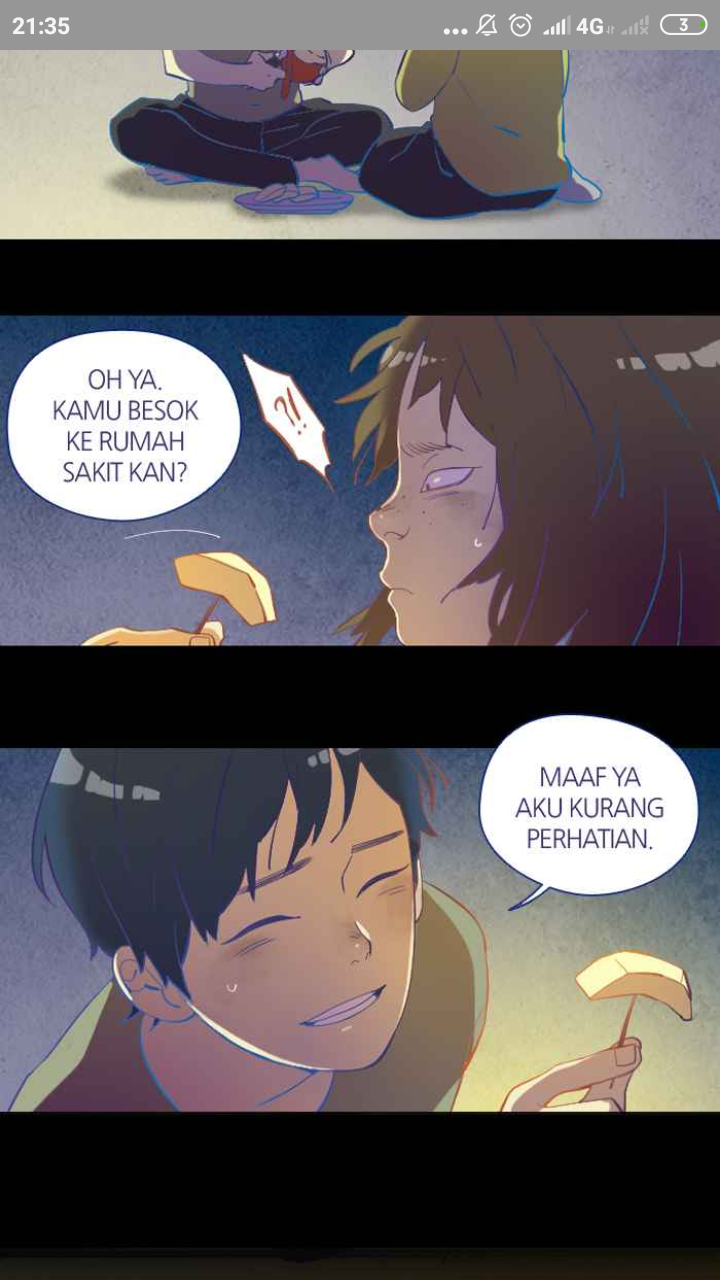 21:35
4G
3
OH YA.
KAMU BESOK
KE RUMAH
SAKIT KAN?
?!
MAAF YA
AKU KURANG
PERHATIAN.